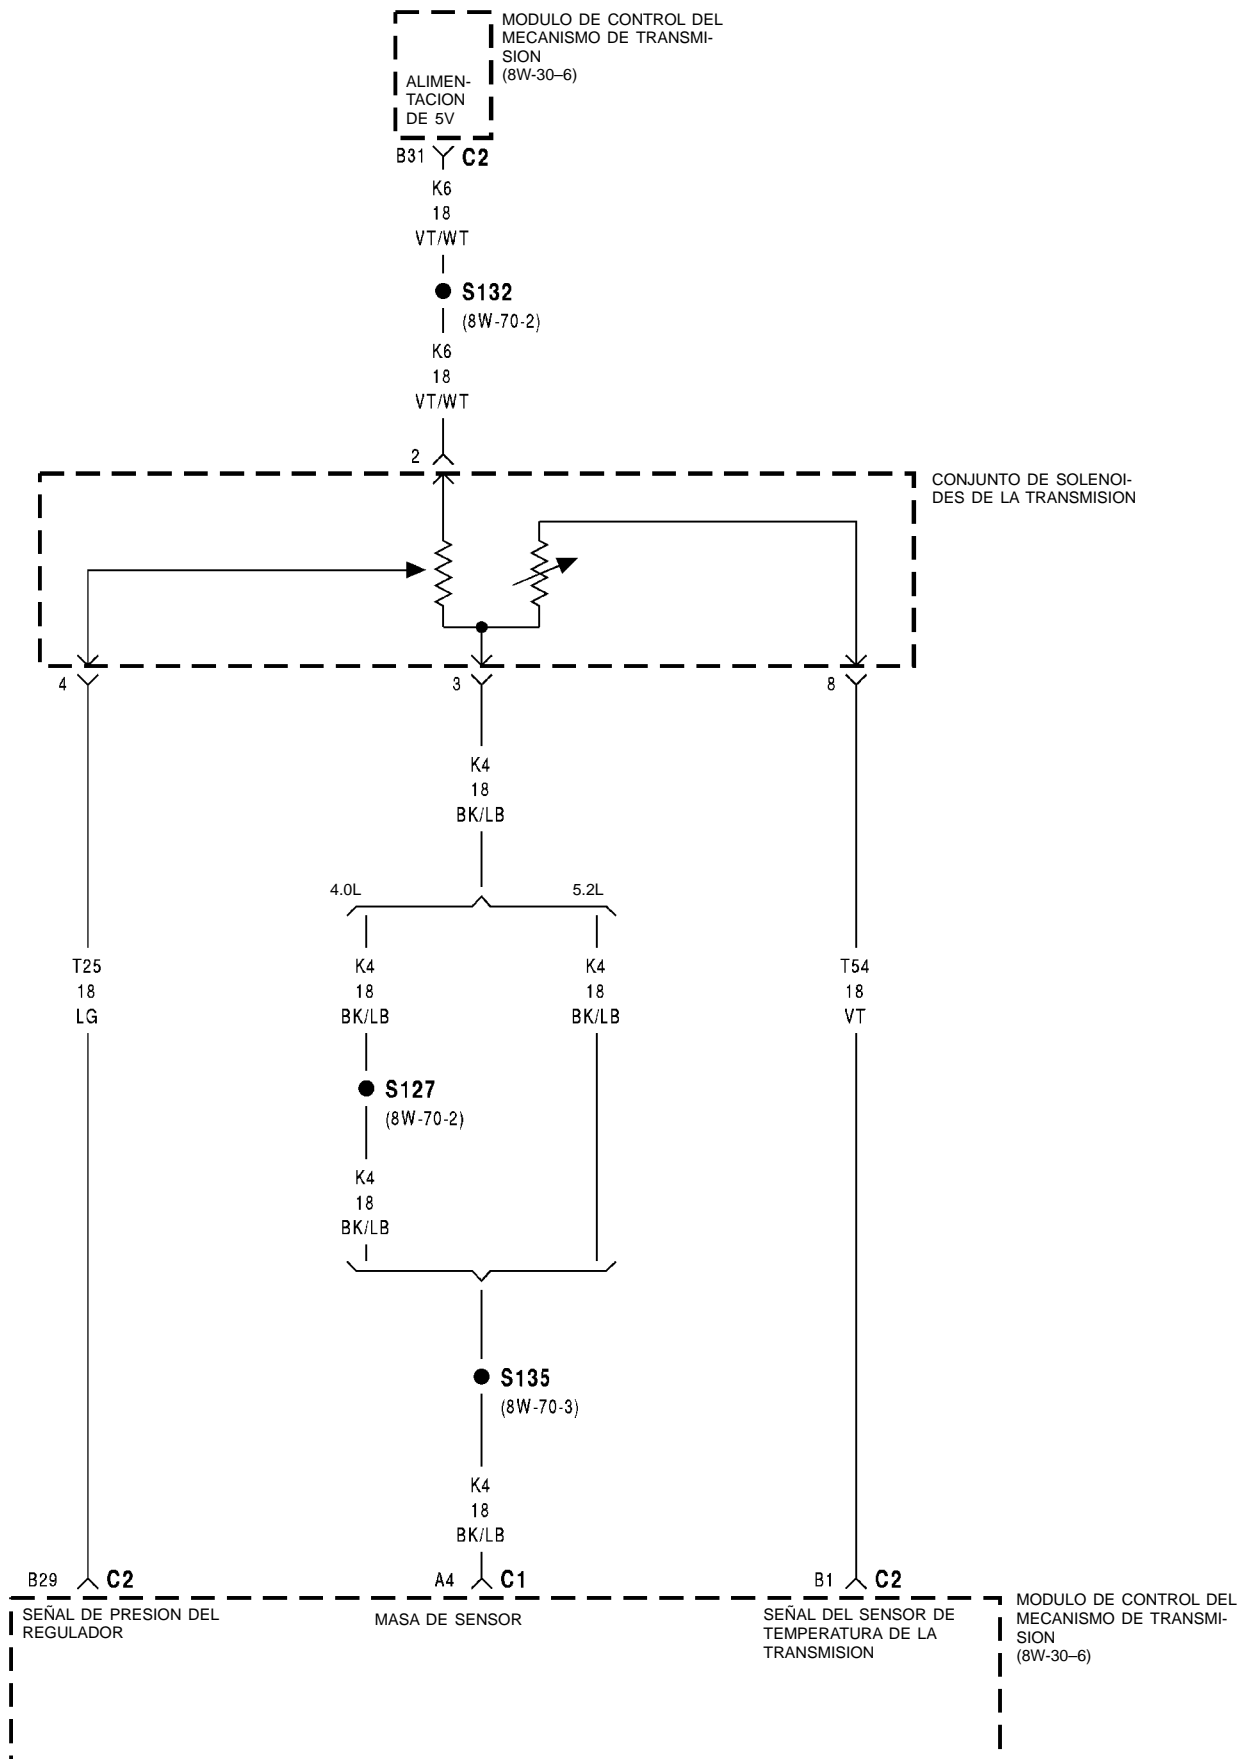 MODULO DE CONTROL DEL
MECANISMO DE TRANSMI-
SION
(8W-30–6)
ALIMEN-
TACION
DE 5V
B31 C2
K6
18
VT/WT
S132
(8W-70-2)
K6
18
VT/WT
2
CONJUNTO DE SOLENOI-
DES DE LA TRANSMISION
4 3 8
K4
18
BK/LB
4.0L 5.2L
T25 K4 K4 T54
18 18 18 18
LG BK/LB BK/LB VT
S127
(8W-70-2)
K4
18
BK/LB
S135
(8W-70-3)
K4
18
BK/LB
B29 C2 A4 C1 B1 C2
SEÑAL DE PRESION DEL
REGULADOR
MASA DE SENSOR
SEÑAL DEL SENSOR DE
TEMPERATURA DE LA
TRANSMISION
MODULO DE CONTROL DEL
MECANISMO DE TRANSMI-
SION
(8W-30–6)